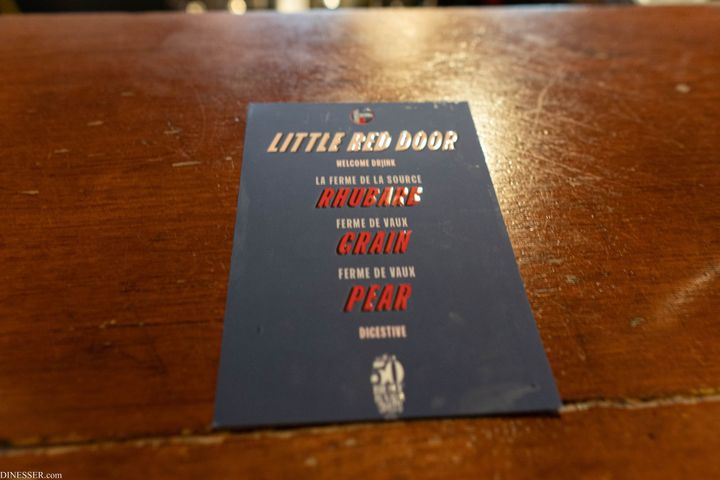 LITTLE RED DOOR
WELCOME DRINK
LA FERME DE LA SOURCE
RHUBARB
FERME DE VAUX
GRAIN
FERME DE VAUX
PEAR
DIGESTIVE
50
DINESSER.com